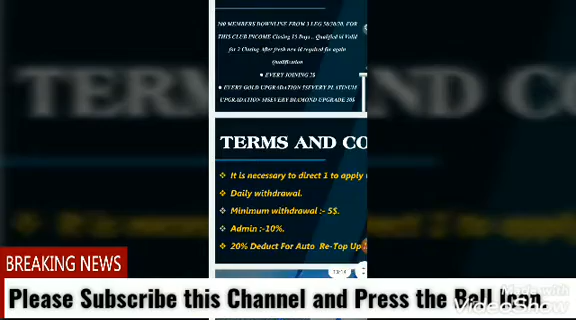 MEMBERS DOWNLINE FROM 3 LEG 50/30/20, FOR
THIS CLUB INCOME Closing 15 Days... Qualified id Valid
for 2 Closing After fresh new id required for again
Qualification
● EVERY JOINING 2$
● EVERY GOLD UPGRADATION EVERY PLATINUM
UPGRADATION EVERY DIAMOND UPGRADE
TERMS AND CO
❖ It is necessary to direct 1 to apply
❖ Daily withdrawal.
❖ Minimum withdrawal :- 5$.
❖ Admin :-10%.
❖ 20% Deduct For Auto Re-Top Up
BREAKING NEWS
Please Subscribe this Channel and Press the Bell Icon.
Made with
VideoShow